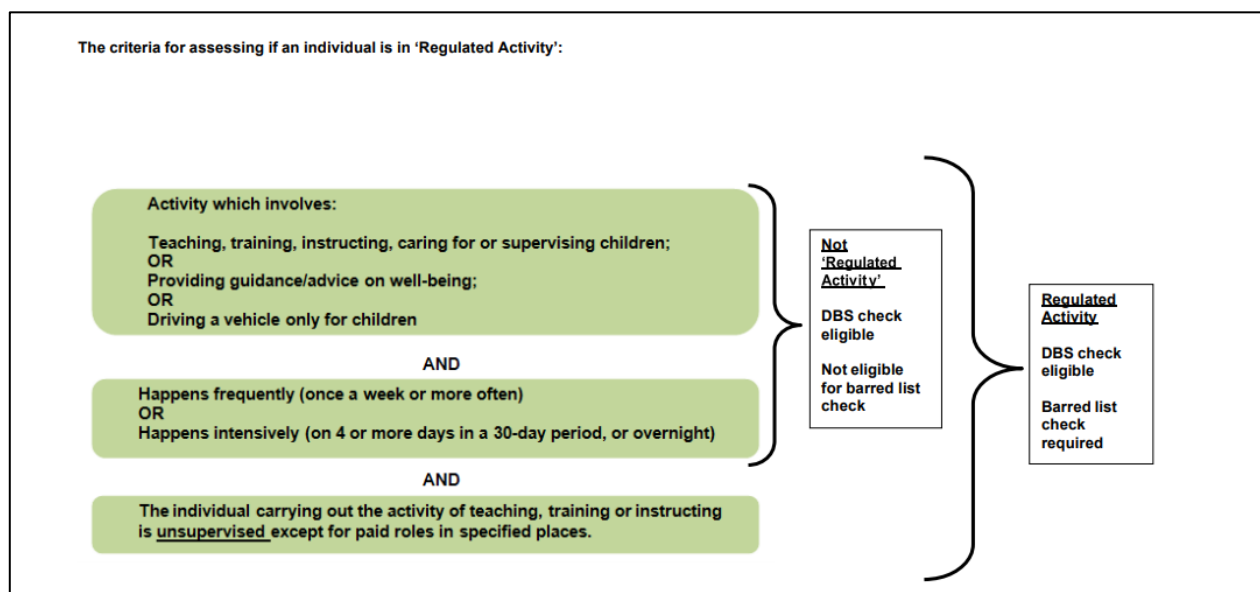 The criteria for assessing if an individual is in ‘Regulated Activity’:
Activity which involves:
Teaching, training, instructing, caring for or supervising children;
OR
Providing guidance/advice on well-being;
OR
Driving a vehicle only for children
AND
Happens frequently (once a week or more often)
OR
Happens intensively (on 4 or more days in a 30-day period, or overnight)
AND
The individual carrying out the activity of teaching, training or instructing
is unsupervised except for paid roles in specified places.
Not
‘Regulated
Activity’
DBS check
eligible
Not eligible
for barred list
check
Regulated
Activity
DBS check
eligible
Barred list
check
required